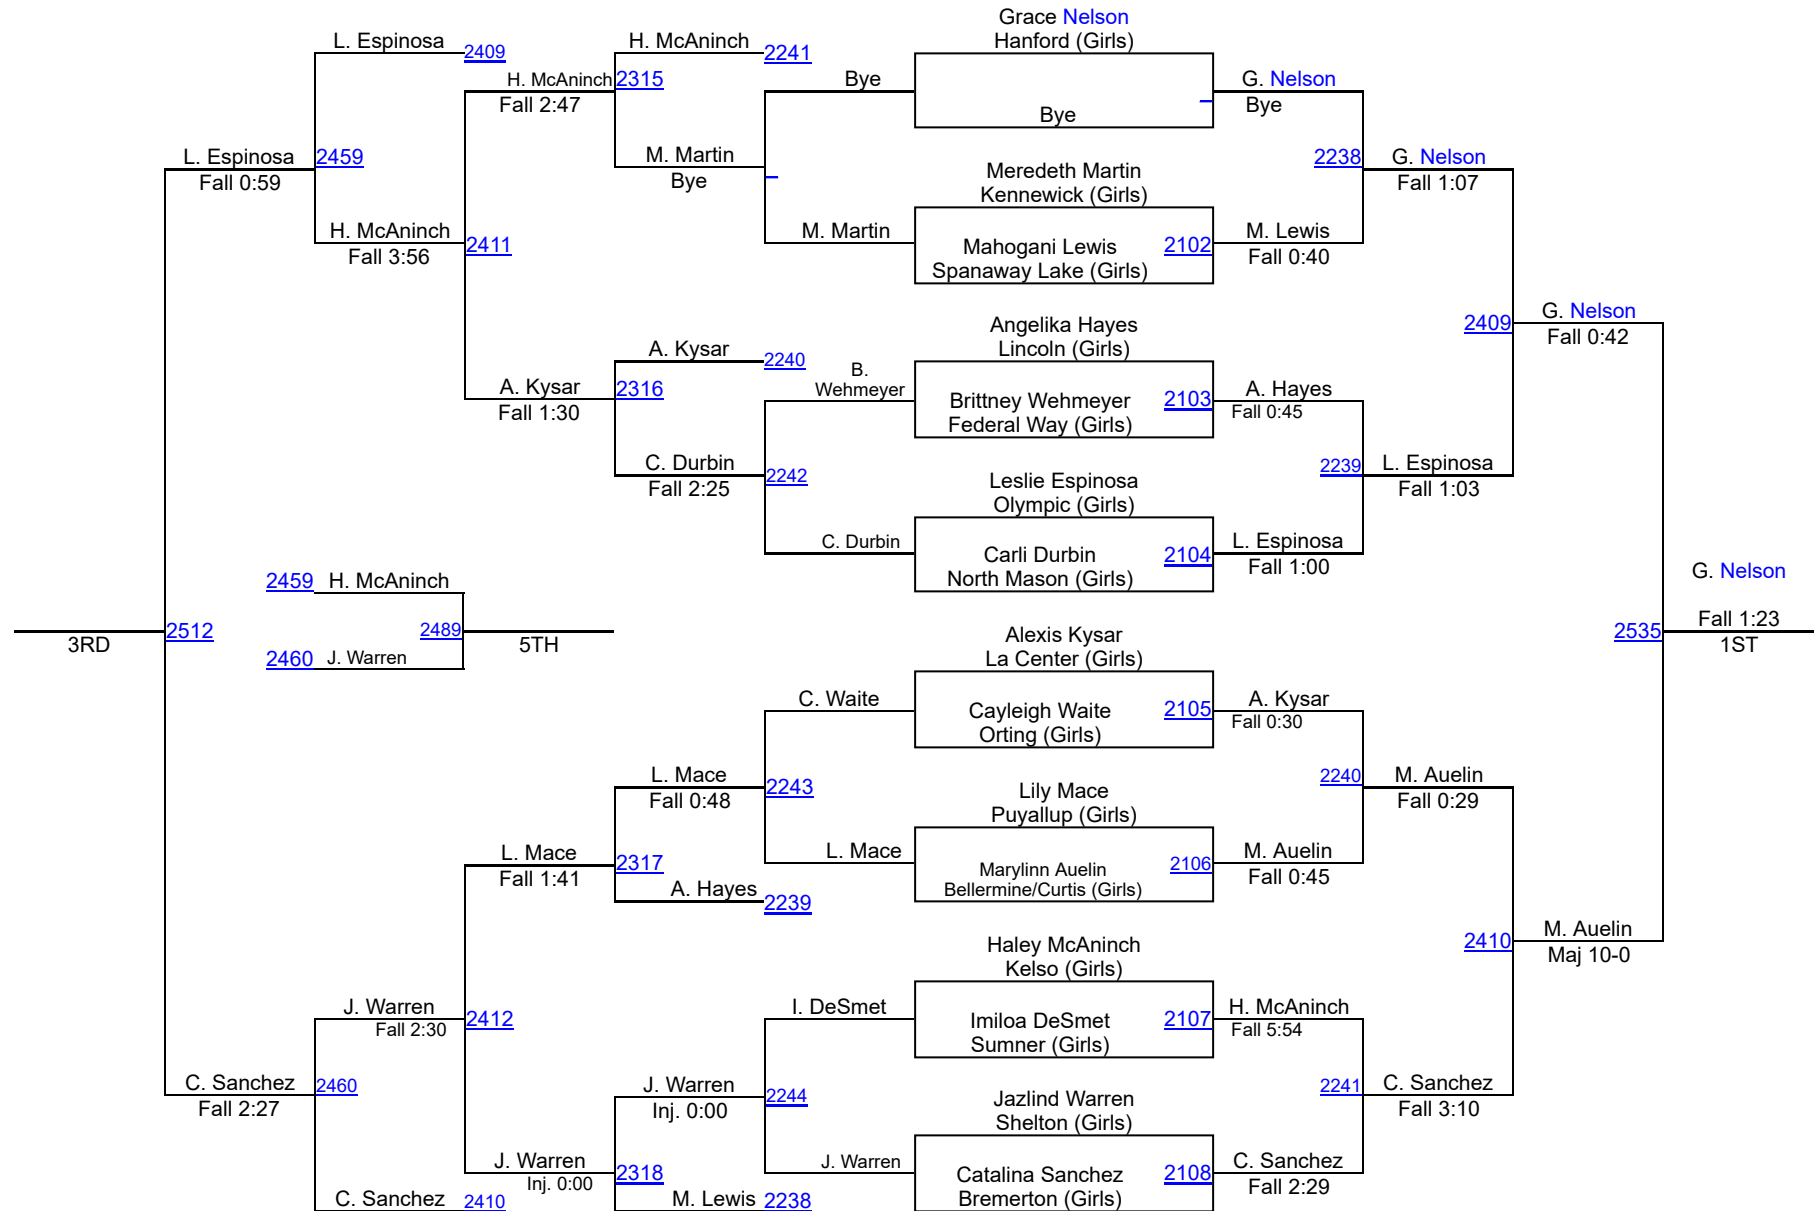 Grace Nelson
Hanford (Girls)
L. Espinosa
2409
H. McAninch
2241
H. McAninch
2315
Fall 2:47
Bye
G. Nelson
Bye
Bye
L. Espinosa
2459
Fall 0:59
M. Martin
Bye
Meredeth Martin
Kennewick (Girls)
2238
G. Nelson
Fall 1:07
H. McAninch
2411
Fall 3:56
M. Martin
Mahogani Lewis
2102
Spanaway Lake (Girls)
M. Lewis
Fall 0:40
Angelika Hayes
Lincoln (Girls)
2409
G. Nelson
Fall 0:42
A. Kysar
2240
A. Kysar
2316
Fall 1:30
B.
Wehmeyer
Brittney Wehmeyer
2103
Federal Way (Girls)
A. Hayes
Fall 0:45
C. Durbin
2242
Fall 2:25
Leslie Espinosa
Olympic (Girls)
2239
L. Espinosa
Fall 1:03
C. Durbin
Carli Durbin
2104
North Mason (Girls)
L. Espinosa
Fall 1:00
2459
H. McAninch
G. Nelson
2512
3RD
2489
5TH
2460
J. Warren
Alexis Kysar
La Center (Girls)
2535
Fall 1:23
1ST
C. Waite
Cayleigh Waite
2105
Orting (Girls)
A. Kysar
Fall 0:30
L. Mace
2243
Fall 0:48
Lily Mace
Puyallup (Girls)
2240
M. Auelin
Fall 0:29
L. Mace
2317
Fall 1:41
A. Hayes
2239
L. Mace
Marylinn Auelin
2106
Bellermine/Curtis (Girls)
M. Auelin
Fall 0:45
Haley McAninch
Kelso (Girls)
2410
M. Auelin
Maj 10-0
J. Warren
2412
Fall 2:30
I. DeSmet
Imiloa DeSmet
2107
Sumner (Girls)
H. McAninch
Fall 5:54
C. Sanchez
2460
Fall 2:27
J. Warren
2244
Inj. 0:00
Jazlind Warren
Shelton (Girls)
2241
C. Sanchez
Fall 3:10
J. Warren
2318
Inj. 0:00
J. Warren
Catalina Sanchez
2108
Bremerton (Girls)
C. Sanchez
Fall 2:29
C. Sanchez
2410
M. Lewis
2238